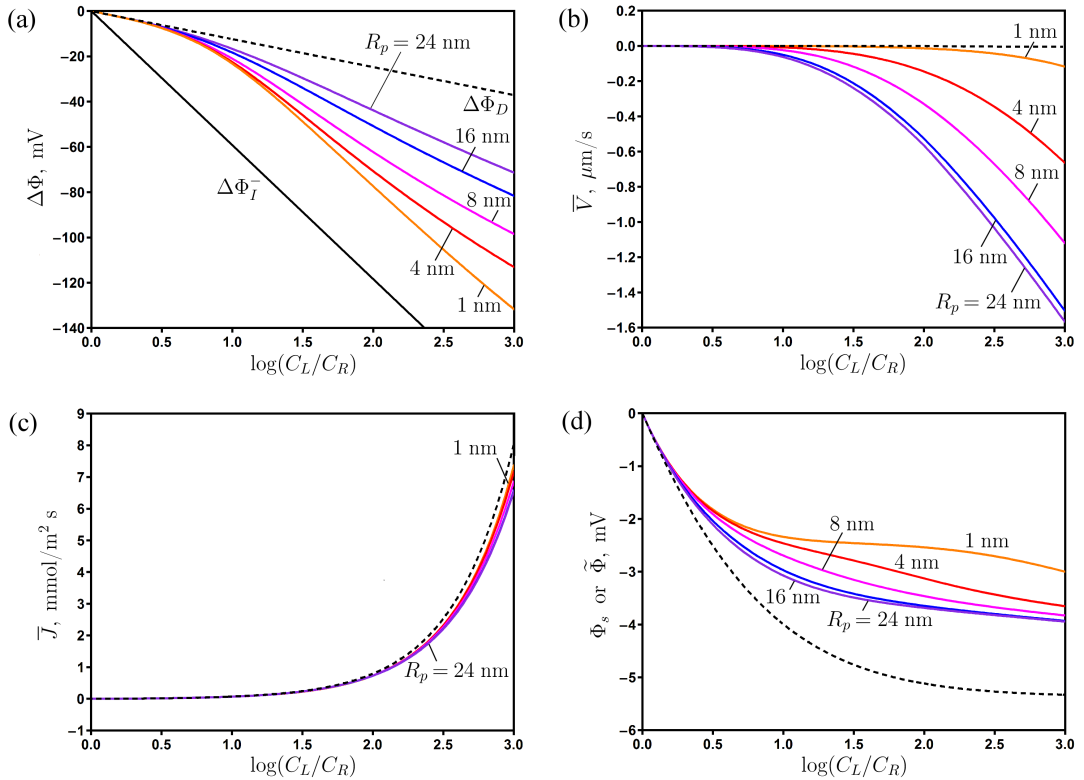 (a)
0
−20
−40
−60
−80
−100
−120
−140
ΔΦ, mV
R_p = 24 nm
ΔΦ_D
16 nm
ΔΦ_I^−
8 nm
4 nm
1 nm
0.0 0.5 1.0 1.5 2.0 2.5 3.0
log(C_L/C_R)
(b)
0.2
0.0
−0.2
−0.4
−0.6
−0.8
−1.0
−1.2
−1.4
−1.6
V̅, μm/s
1 nm
4 nm
8 nm
16 nm
R_p = 24 nm
0.0 0.5 1.0 1.5 2.0 2.5 3.0
log(C_L/C_R)
(c)
9
8
7
6
5
4
3
2
1
0
−1
J̅, mmol/m² s
1 nm
R_p = 24 nm
0.0 0.5 1.0 1.5 2.0 2.5 3.0
log(C_L/C_R)
(d)
0
−1
−2
−3
−4
−5
−6
Φ_s or Φ̃, mV
8 nm
1 nm
4 nm
16 nm
R_p = 24 nm
0.0 0.5 1.0 1.5 2.0 2.5 3.0
log(C_L/C_R)